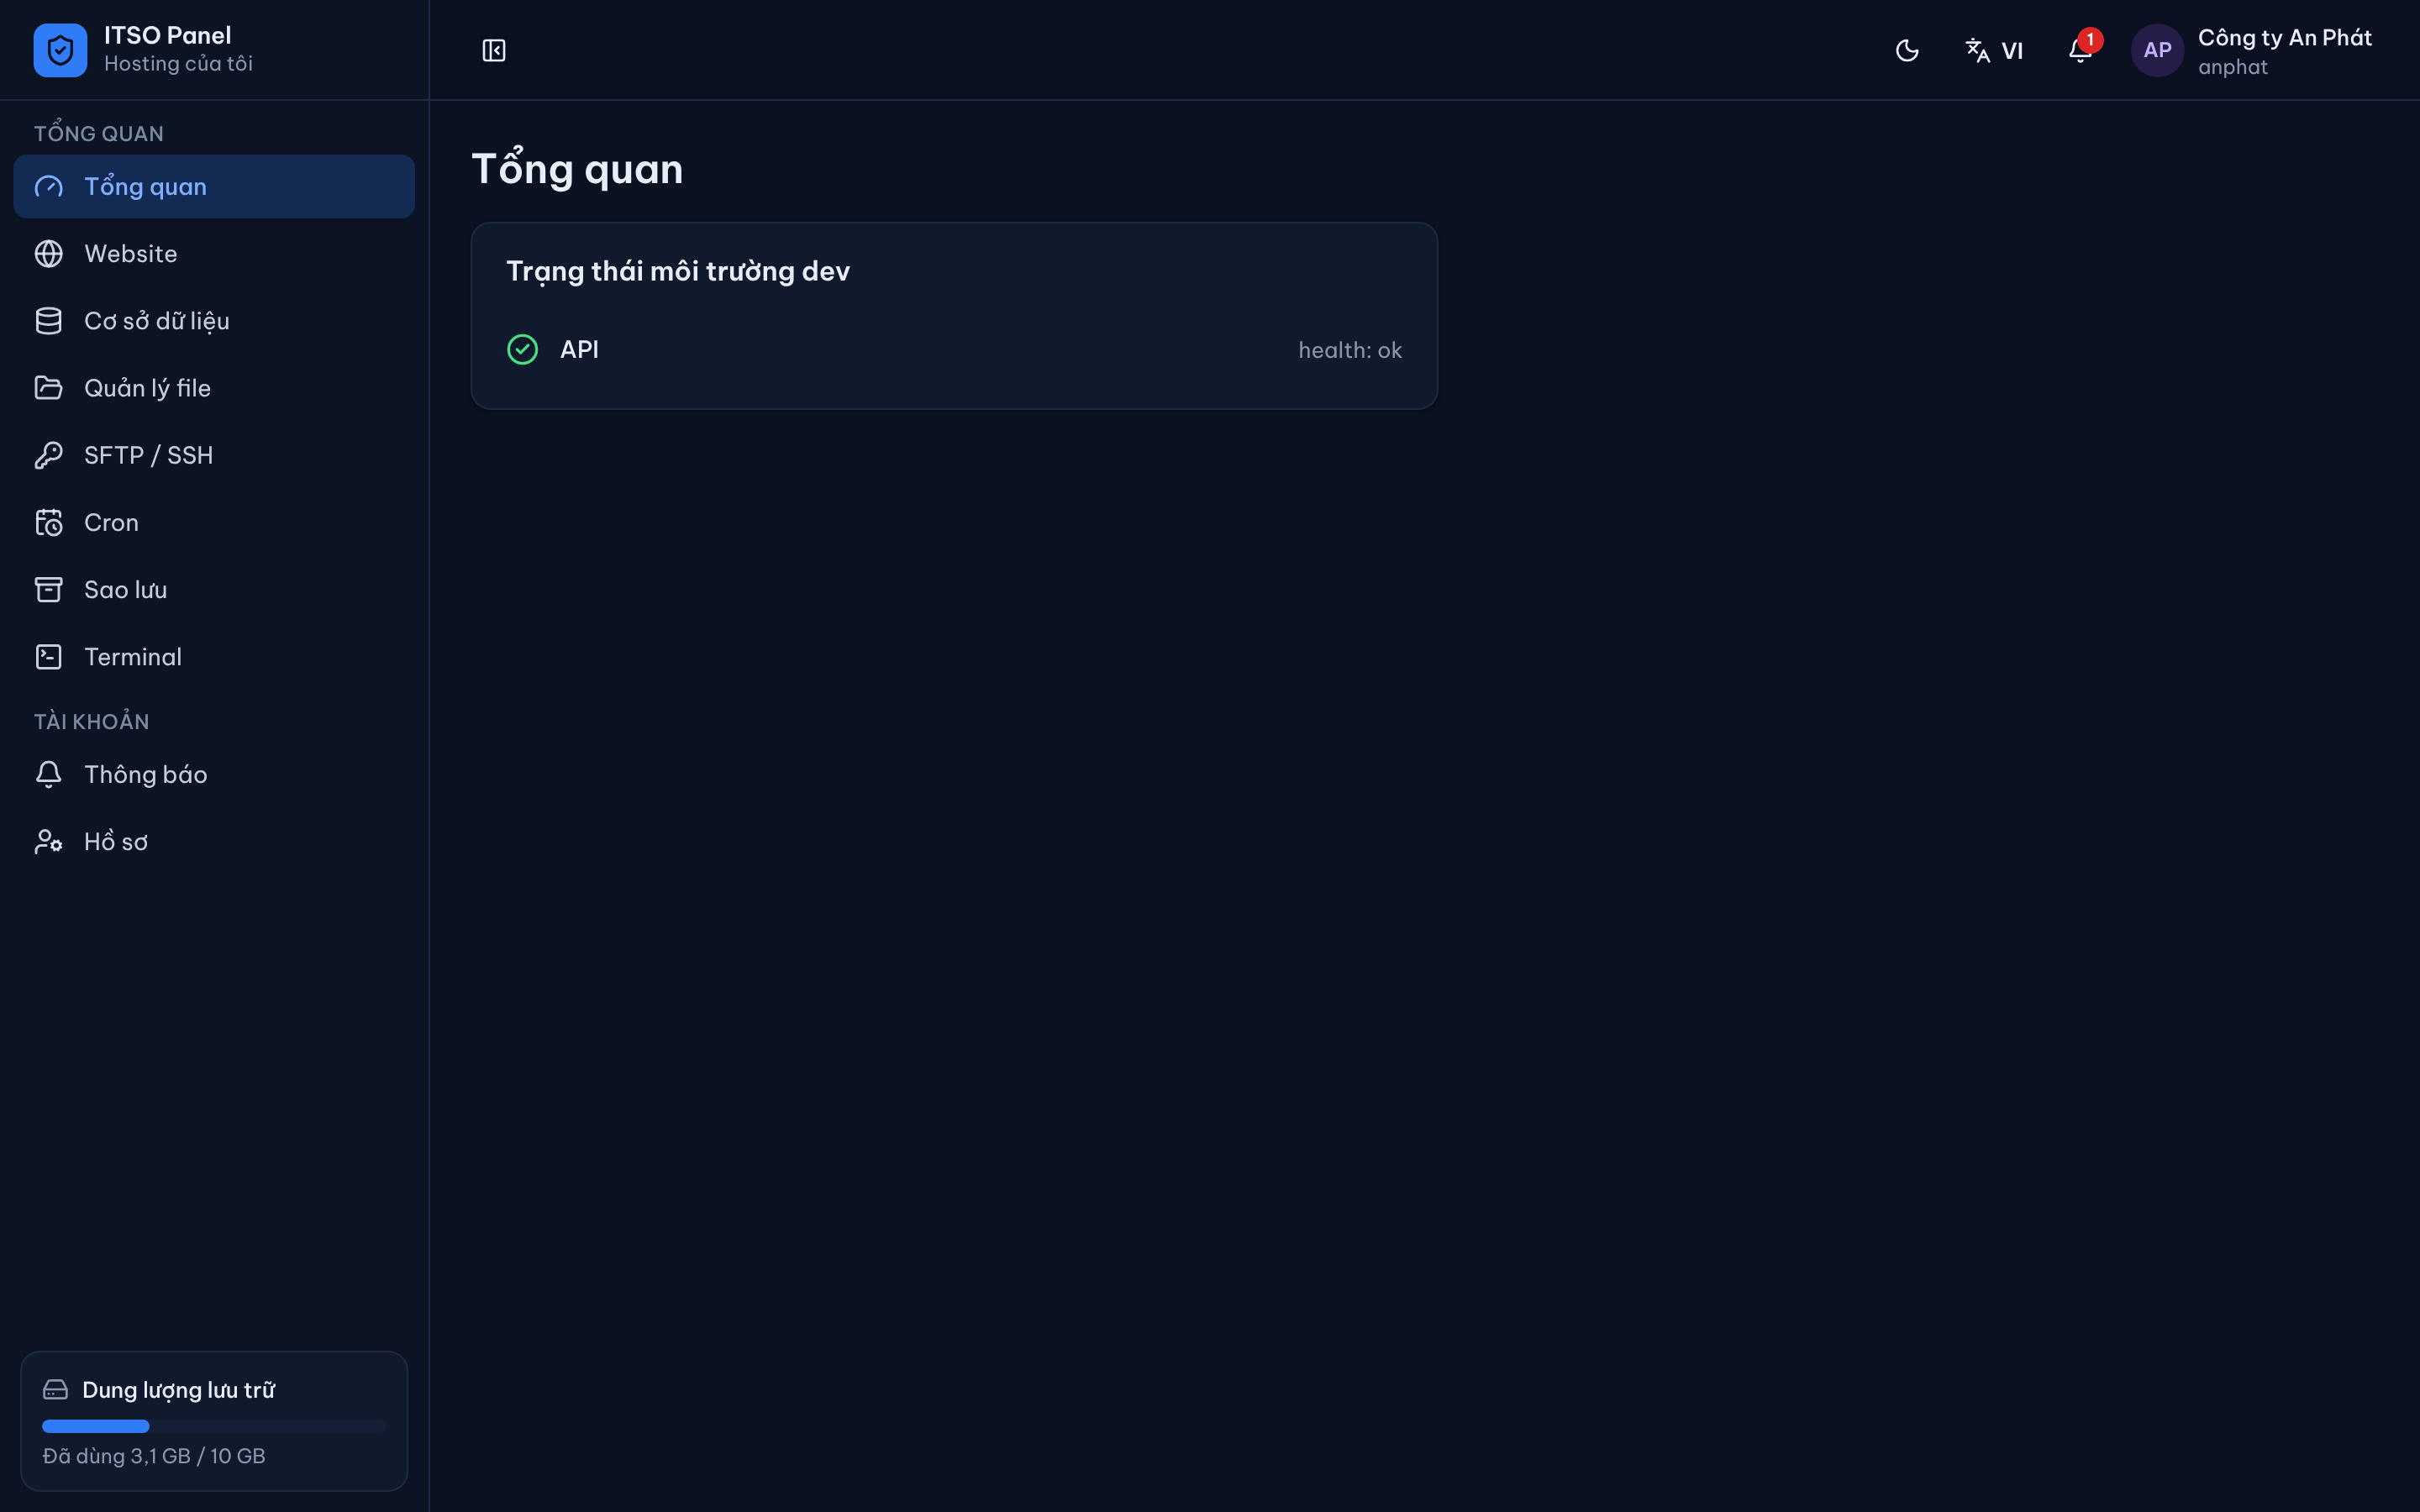 ITSO Panel
Hosting của tôi
VI
1
AP
Công ty An Phát
anphat
TỔNG QUAN
Tổng quan
Website
Cơ sở dữ liệu
Quản lý file
SFTP / SSH
Cron
Sao lưu
Terminal
TÀI KHOẢN
Thông báo
Hồ sơ
Dung lượng lưu trữ
Đã dùng 3,1 GB / 10 GB
Tổng quan
Trạng thái môi trường dev
API
health: ok